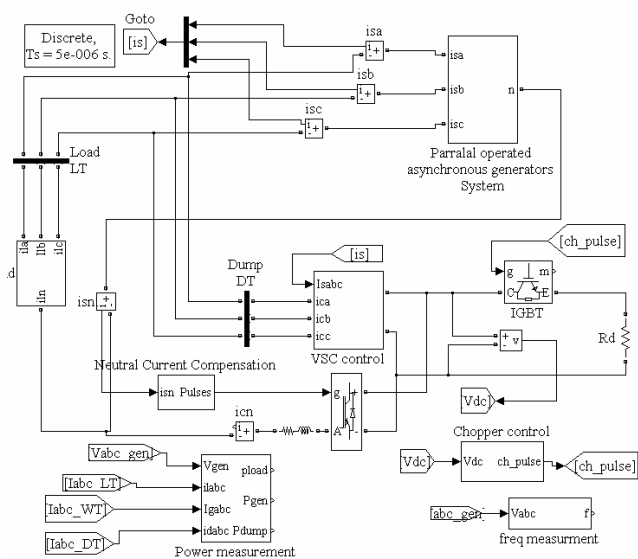 Goto
Discrete,
Ts = 5e-006 s.
[is]
isa
i
+
-
isb
i
+
-
isc
i
+
-
isa
isb
isc
n
Parralal operated
asynchronous generators
System
Load
LT
ila
ilb
ilc
iln
d
isn
i
+
-
Dump
DT
[is]
Isabc
ica
icb
icc
VSC control
[ch_pulse]
g
m
C
E
IGBT
Rd
+
-
v
Vdc
Neutral Current Compensation
isn Pulses
icn
i
+
-
g
+
A
-
Vabc_gen
[Iabc_LT]
[Iabc_WT]
[Iabc_DT]
Vgen
ilabc
Igabc
idabc
pload
Pgen
Pdump
Power measurement
Chopper control
Vdc
Vdc
ch_pulse
[ch_pulse]
abc_gen
Vabc
f
freq measurment